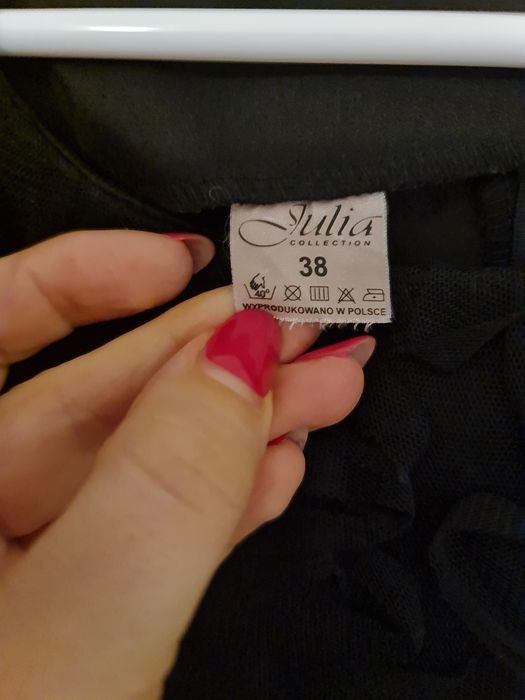 Julia
COLLECTION
38
40°
WYPRODUKOWANO W POLSCE